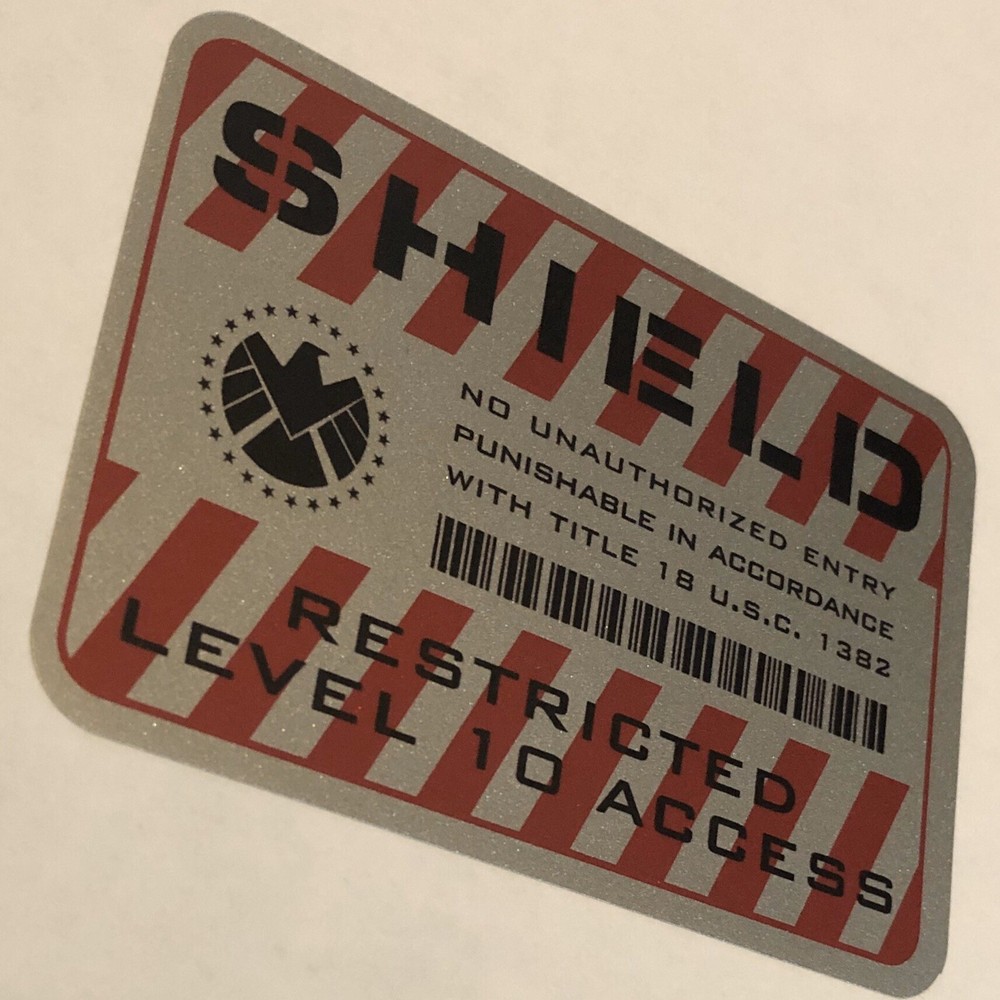 SHIELD
NO UNAUTHORIZED ENTRY
PUNISHABLE IN ACCORDANCE
WITH TITLE 18 U.S.C. 1382
RESTRICTED
LEVEL 10 ACCESS